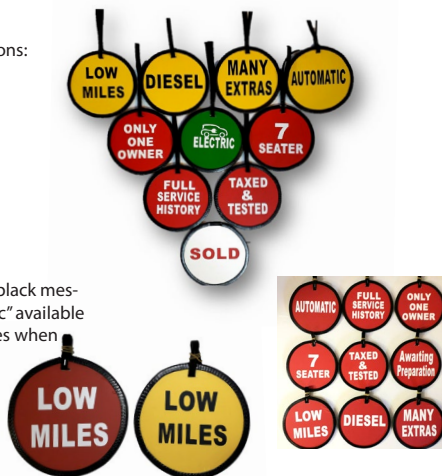 ons:
LOW
MILES
DIESEL
MANY
EXTRAS
AUTOMATIC
ONLY
ONE
OWNER
ELECTRIC
7
SEATER
FULL
SERVICE
HISTORY
TAXED
&
TESTED
SOLD
black mes-
c” available
es when
LOW
MILES
LOW
MILES
AUTOMATIC
FULL
SERVICE
HISTORY
ONLY
ONE
OWNER
7
SEATER
TAXED
&
TESTED
Awaiting
Preparation
LOW
MILES
DIESEL
MANY
EXTRAS